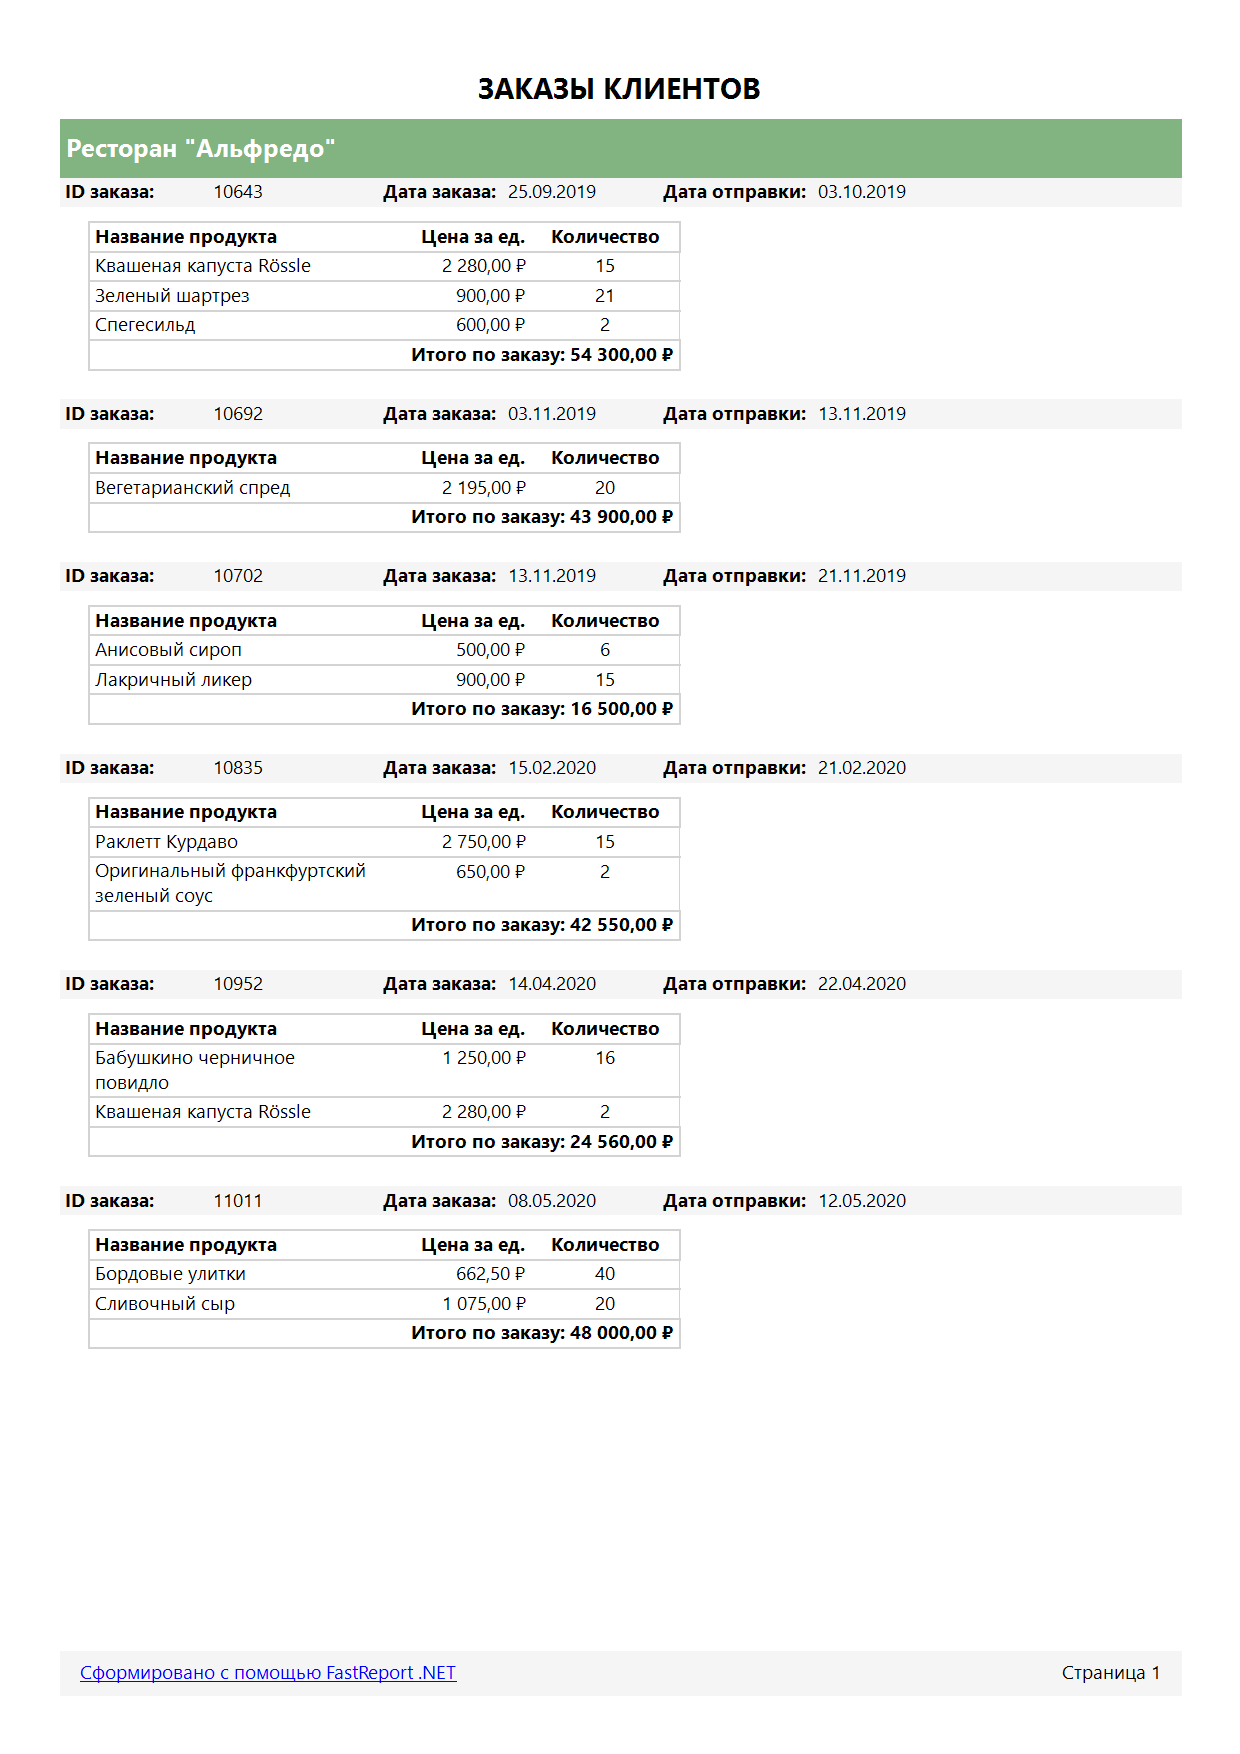 ЗАКАЗЫ КЛИЕНТОВ
Ресторан "Альфредо"
ID заказа: 10643 Дата заказа: 25.09.2019 Дата отправки: 03.10.2019
Название продукта Цена за ед. Количество
Квашеная капуста Rössle 2 280,00 ₽ 15
Зеленый шартрез 900,00 ₽ 21
Спегесильд 600,00 ₽ 2
Итого по заказу: 54 300,00 ₽
ID заказа: 10692 Дата заказа: 03.11.2019 Дата отправки: 13.11.2019
Название продукта Цена за ед. Количество
Вегетарианский спред 2 195,00 ₽ 20
Итого по заказу: 43 900,00 ₽
ID заказа: 10702 Дата заказа: 13.11.2019 Дата отправки: 21.11.2019
Название продукта Цена за ед. Количество
Анисовый сироп 500,00 ₽ 6
Лакричный ликер 900,00 ₽ 15
Итого по заказу: 16 500,00 ₽
ID заказа: 10835 Дата заказа: 15.02.2020 Дата отправки: 21.02.2020
Название продукта Цена за ед. Количество
Раклетт Курдаво 2 750,00 ₽ 15
Оригинальный франкфуртский 650,00 ₽ 2
зеленый соус
Итого по заказу: 42 550,00 ₽
ID заказа: 10952 Дата заказа: 14.04.2020 Дата отправки: 22.04.2020
Название продукта Цена за ед. Количество
Бабушкино черничное 1 250,00 ₽ 16
повидло
Квашеная капуста Rössle 2 280,00 ₽ 2
Итого по заказу: 24 560,00 ₽
ID заказа: 11011 Дата заказа: 08.05.2020 Дата отправки: 12.05.2020
Название продукта Цена за ед. Количество
Бордовые улитки 662,50 ₽ 40
Сливочный сыр 1 075,00 ₽ 20
Итого по заказу: 48 000,00 ₽
Сформировано с помощью FastReport .NET Страница 1